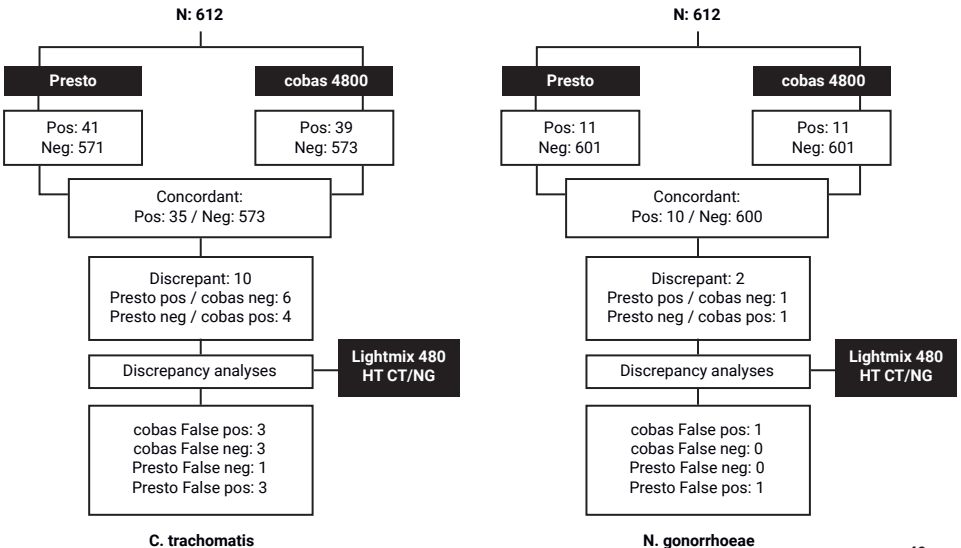 N: 612
Presto
cobas 4800
Pos: 41
Neg: 571
Pos: 39
Neg: 573
Concordant:
Pos: 35 / Neg: 573
Discrepant: 10
Presto pos / cobas neg: 6
Presto neg / cobas pos: 4
Discrepancy analyses
Lightmix 480
HT CT/NG
cobas False pos: 3
cobas False neg: 3
Presto False neg: 1
Presto False pos: 3
C. trachomatis
N: 612
Presto
cobas 4800
Pos: 11
Neg: 601
Pos: 11
Neg: 601
Concordant:
Pos: 10 / Neg: 600
Discrepant: 2
Presto pos / cobas neg: 1
Presto neg / cobas pos: 1
Discrepancy analyses
Lightmix 480
HT CT/NG
cobas False pos: 1
cobas False neg: 0
Presto False neg: 0
Presto False pos: 1
N. gonorrhoeae